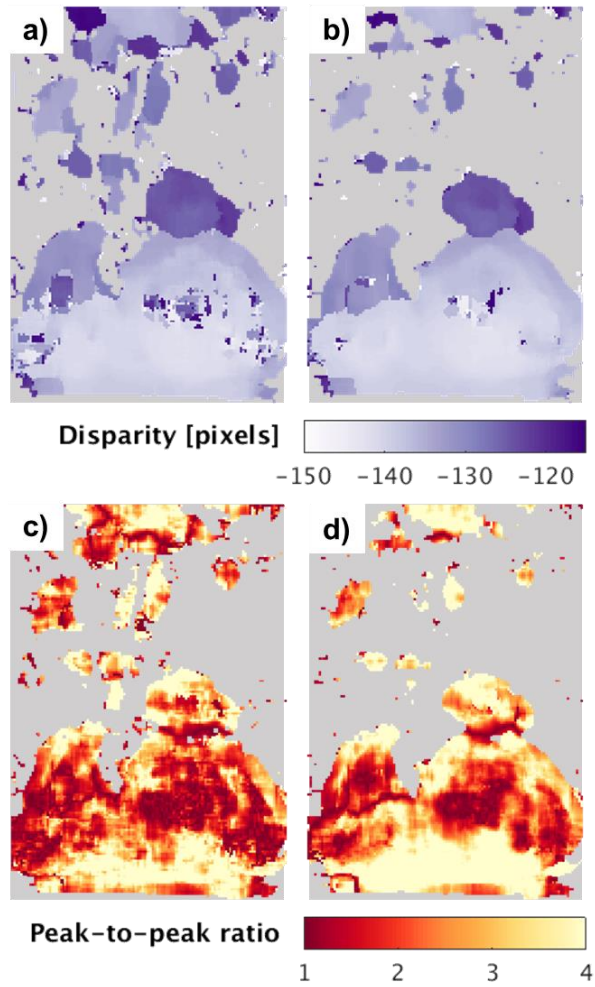 a) b)
Disparity [pixels]
-150 -140 -130 -120
c) d)
Peak-to-peak ratio
1 2 3 4